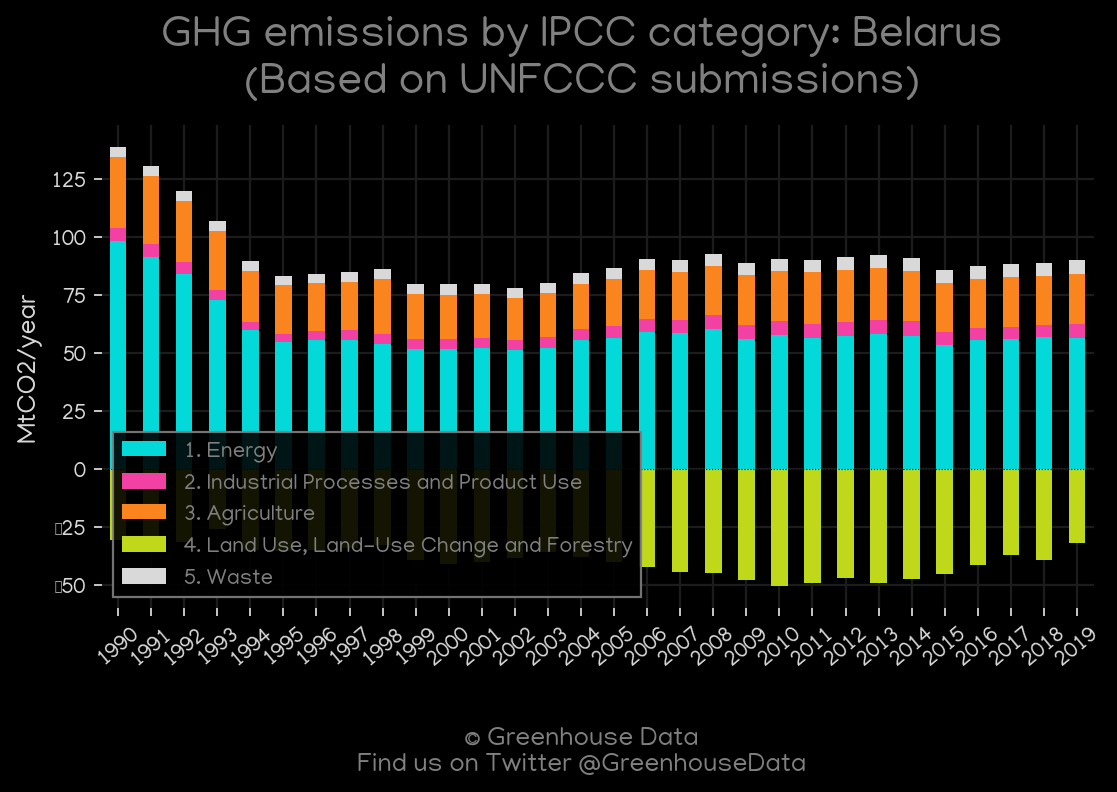 GHG emissions by IPCC category: Belarus
(Based on UNFCCC submissions)
MtCO2/year
125
100
75
50
25
0
▯25
▯50
1. Energy
2. Industrial Processes and Product Use
3. Agriculture
4. Land Use, Land-Use Change and Forestry
5. Waste
1990 1991 1992 1993 1994 1995 1996 1997 1998 1999 2000 2001 2002 2003 2004 2005 2006 2007 2008 2009 2010 2011 2012 2013 2014 2015 2016 2017 2018 2019
© Greenhouse Data
Find us on Twitter @GreenhouseData